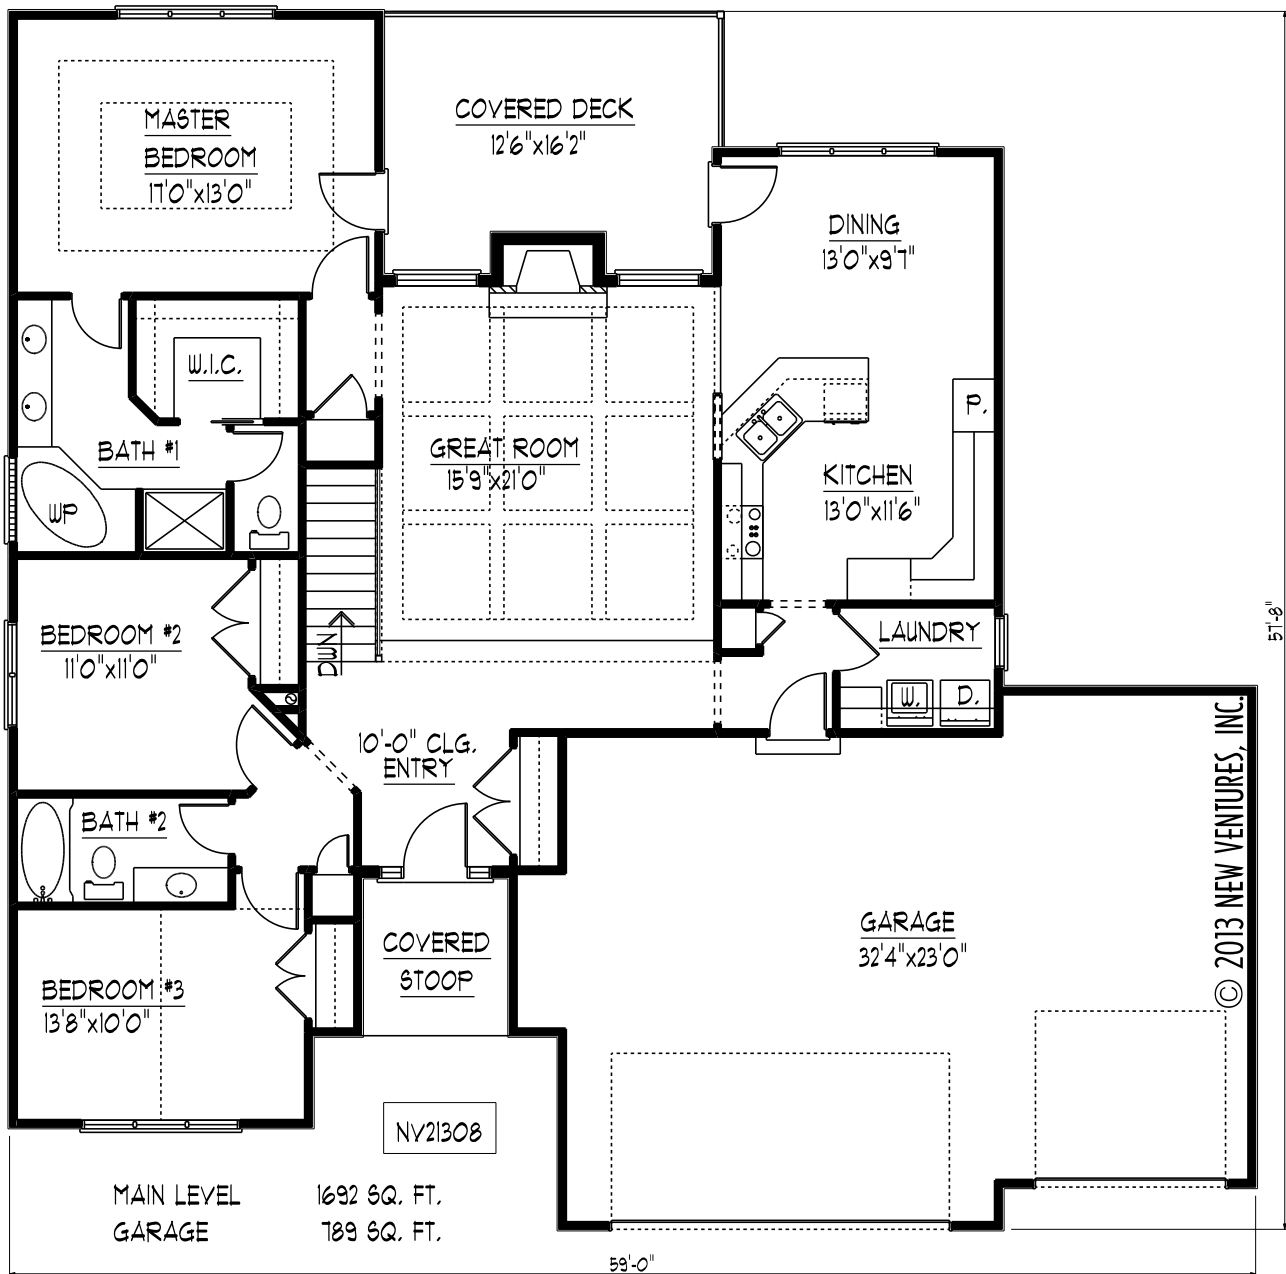 MASTER
BEDROOM
17'0"x13'0"
COVERED DECK
12'6"x16'2"
DINING
13'0"x9'7"
W.I.C.
P.
BATH #1
GREAT ROOM
15'9"x21'0"
KITCHEN
13'0"x11'6"
WP
BEDROOM #2
11'0"x11'0"
DWN
LAUNDRY
W.
D.
57'-8"
10'-0" CLG.
ENTRY
BATH #2
GARAGE
32'4"x23'0"
COVERED
STOOP
BEDROOM #3
13'8"x10'0"
© 2013 NEW VENTURES, INC.
NV21308
MAIN LEVEL 1692 SQ. FT.
GARAGE 789 SQ. FT.
59'-0"